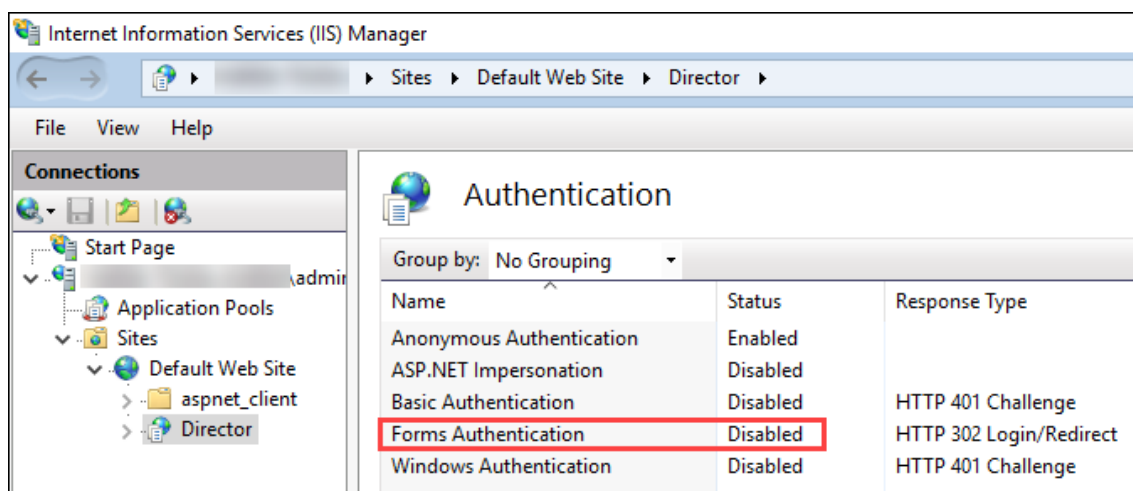 Internet Information Services (IIS) Manager
Sites Default Web Site Director
File View Help
Connections
Start Page
\admin
Application Pools
Sites
Default Web Site
aspnet_client
Director
Authentication
Group by: No Grouping
Name Status Response Type
Anonymous Authentication Enabled
ASP.NET Impersonation Disabled
Basic Authentication Disabled HTTP 401 Challenge
Forms Authentication Disabled HTTP 302 Login/Redirect
Windows Authentication Disabled HTTP 401 Challenge